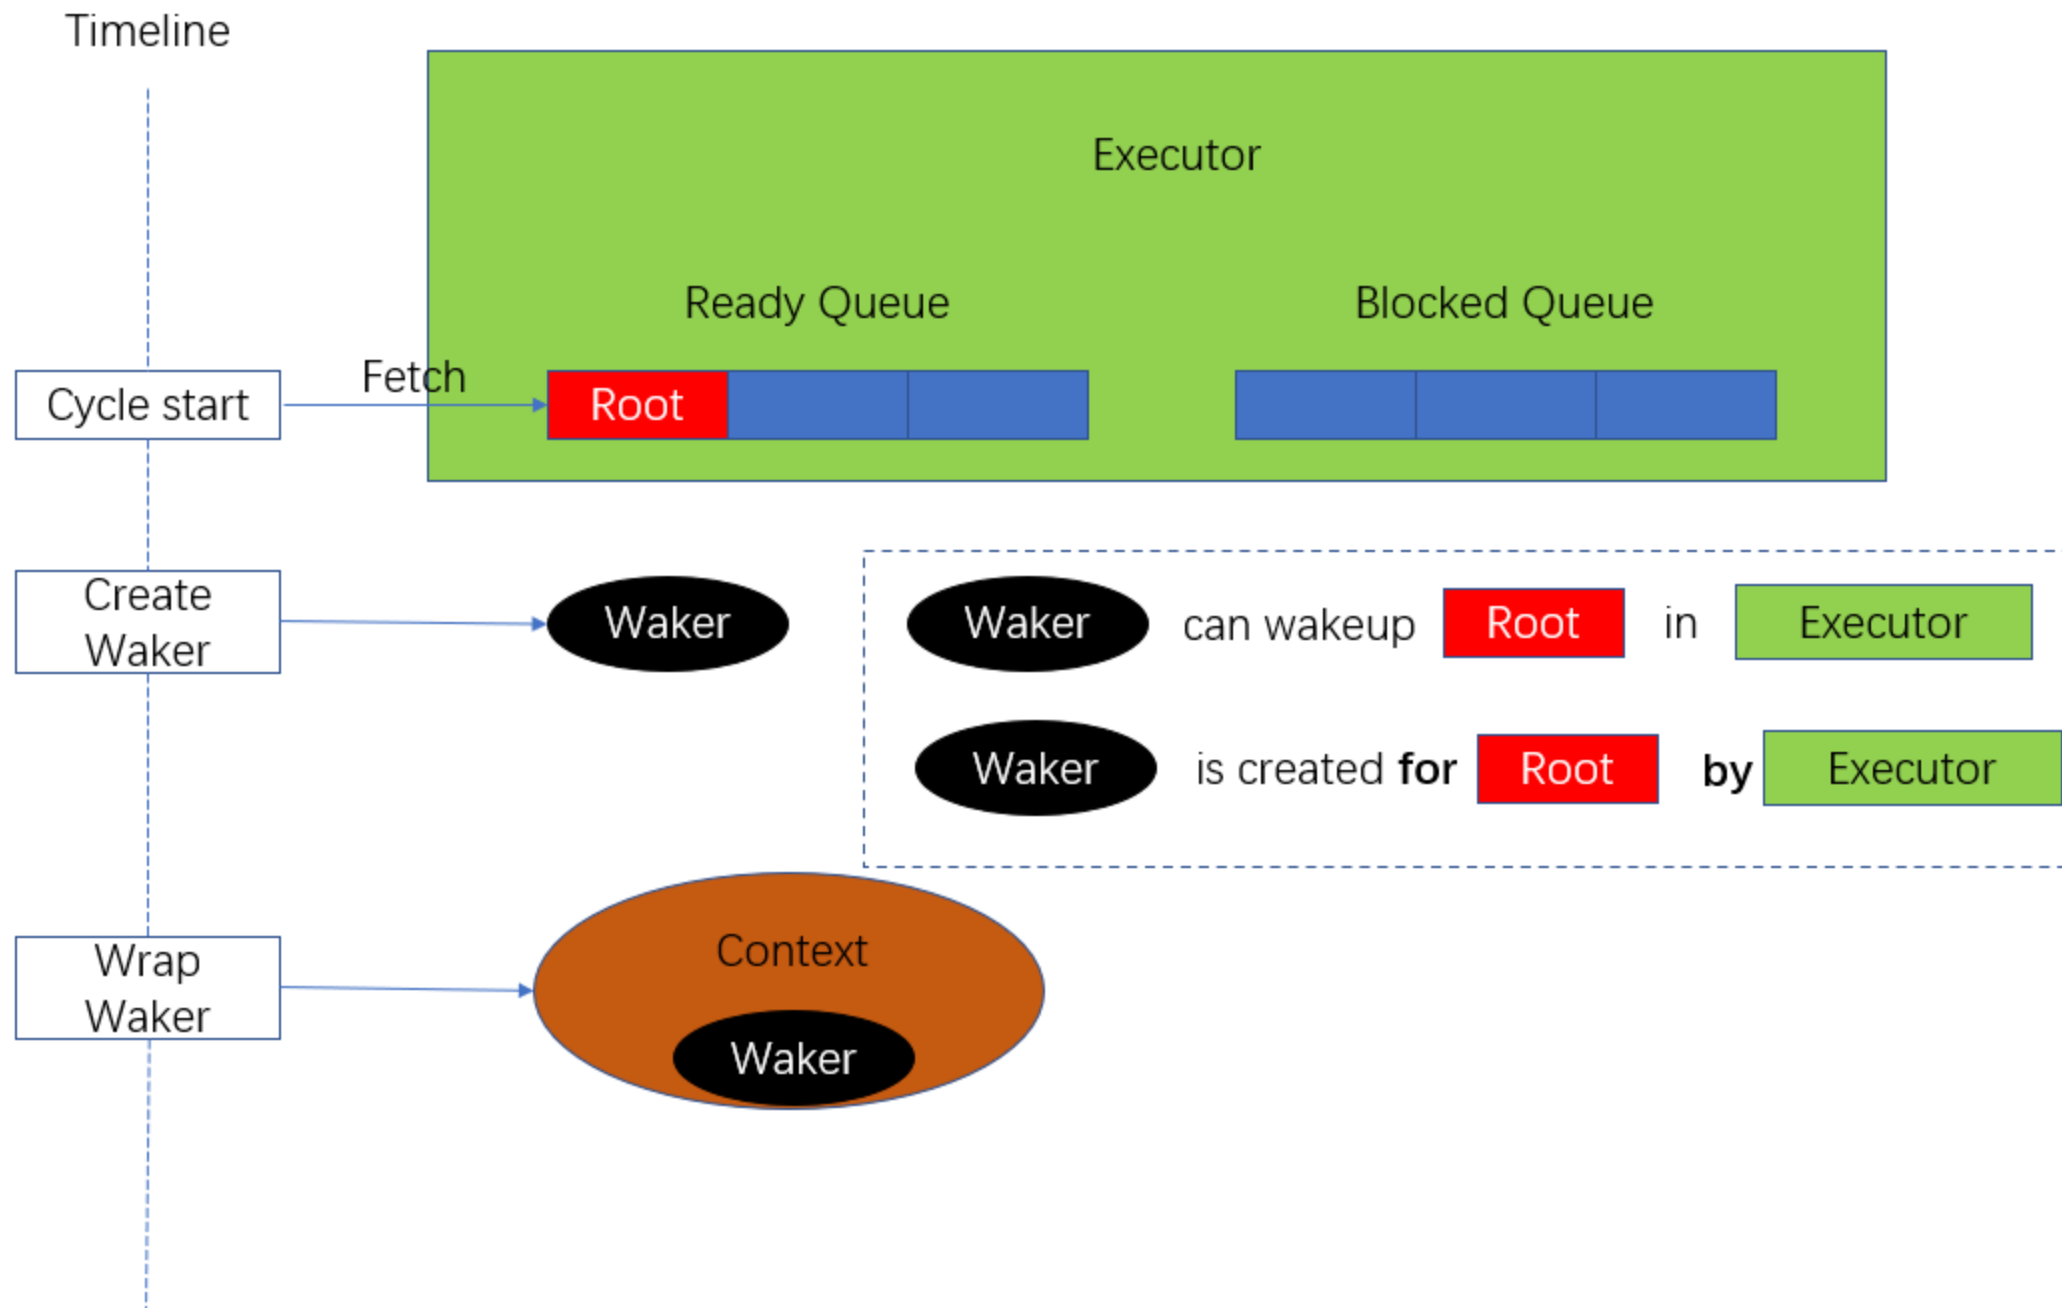 Timeline
Executor
Ready Queue
Blocked Queue
Cycle start
Fetch
Root
Create
Waker
Waker
Waker can wakeup Root in Executor
Waker is created for Root by Executor
Wrap
Waker
Context
Waker